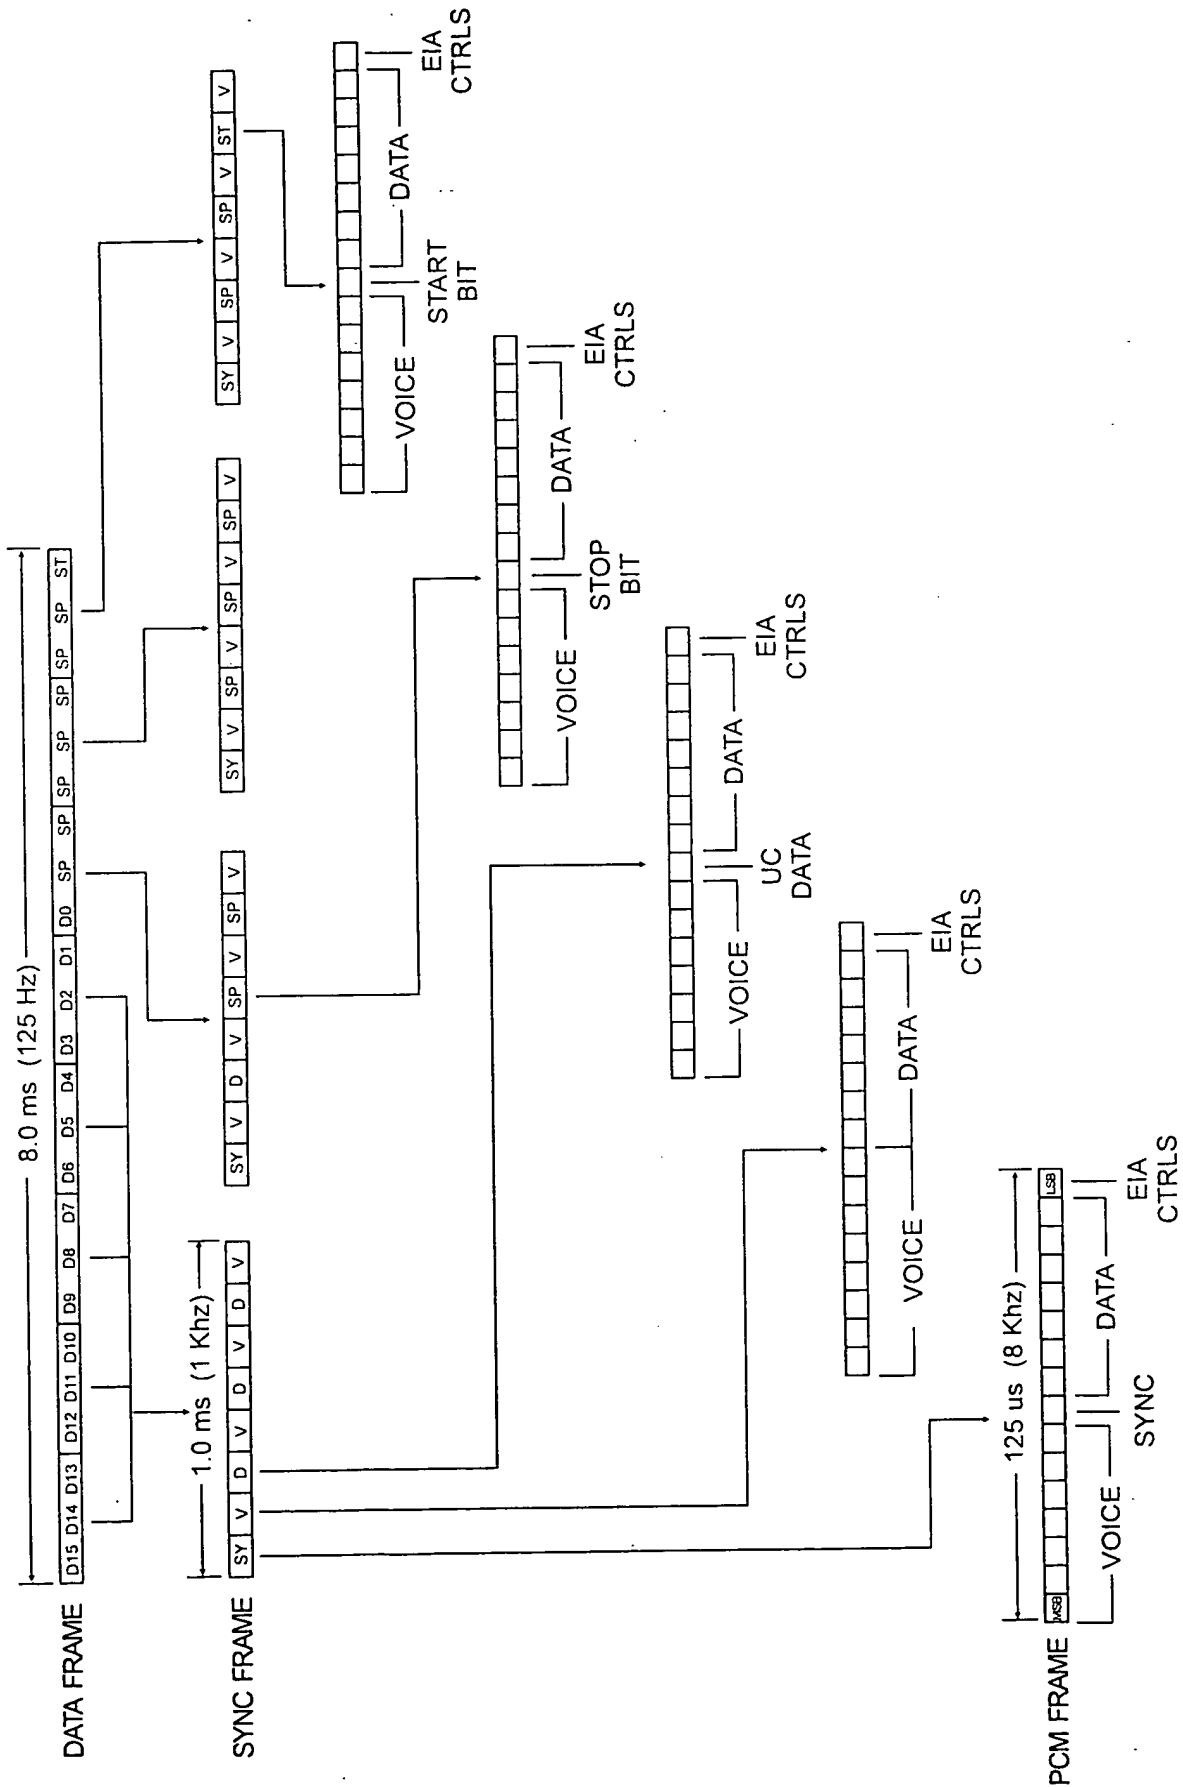 8.0 ms (125 Hz)
DATA FRAME
D15 D14 D13 D12 D11 D10 D9 D8 D7 D6 D5 D4 D3 D2 D1 D0 SP SP SP SP SP SP SP ST
1.0 ms (1 Khz)
SYNC FRAME
SY V D V D V D V
SY V D V SP V SP V
SY V SP V SP V SP V
SY V SP V SP V ST V
VOICE
START
BIT
DATA
EIA
CTRLS
VOICE
STOP
BIT
DATA
EIA
CTRLS
VOICE
UC
DATA
DATA
EIA
CTRLS
VOICE
DATA
EIA
CTRLS
125 us (8 Khz)
PCM FRAME
MSB
LSB
VOICE
SYNC
DATA
EIA
CTRLS